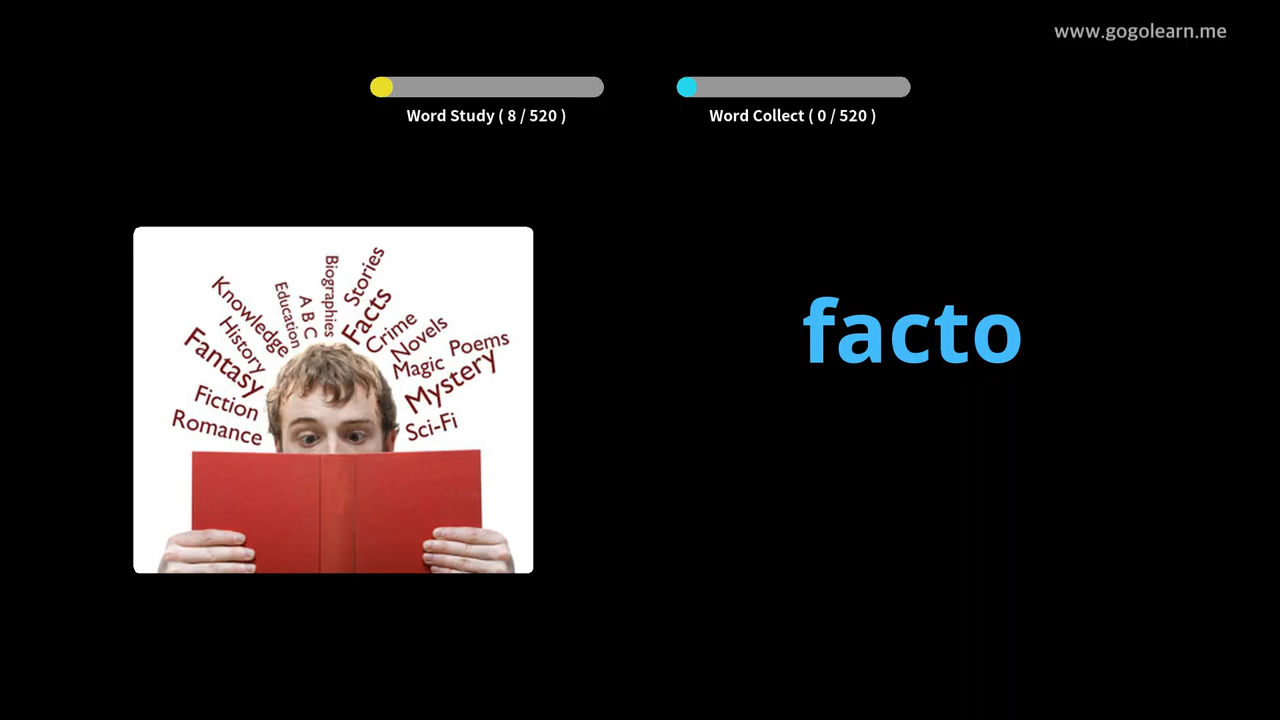 www.gogolearn.me
Word Study ( 8 / 520 )
Word Collect ( 0 / 520 )
facto
Romance
Fiction
Fantasy
History
Knowledge
Education
A B C
Biographies
Stories
Facts
Crime
Novels
Magic
Poems
Mystery
Sci-Fi